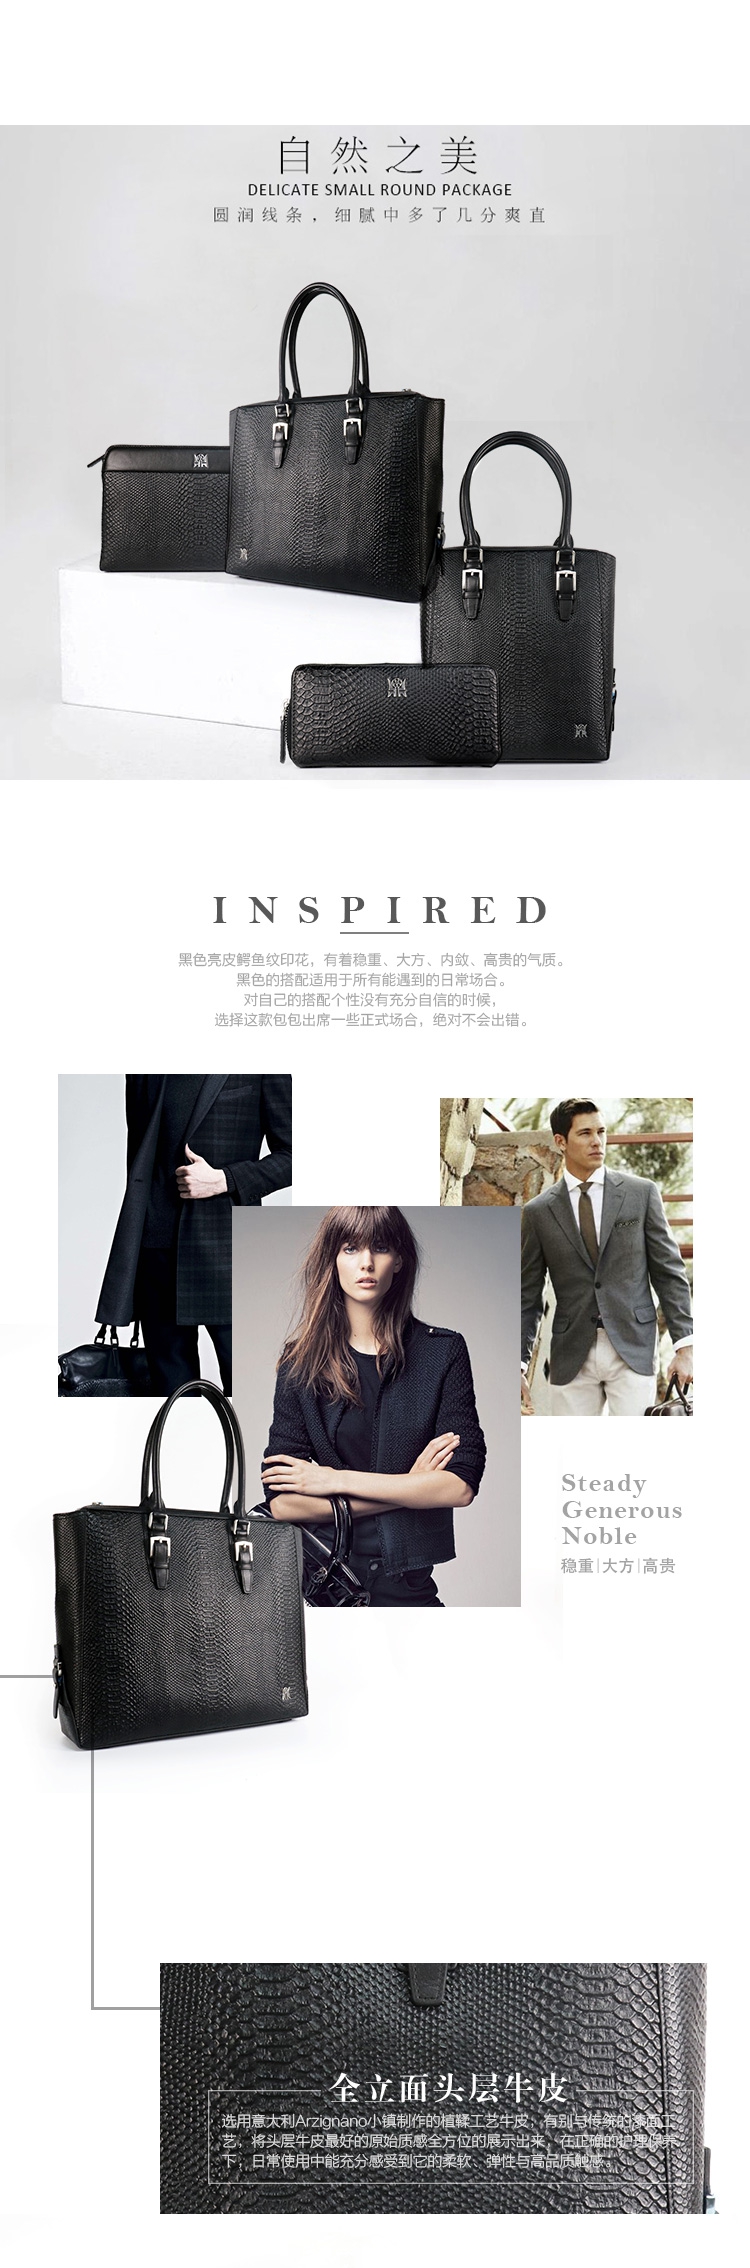 自然之美
DELICATE SMALL ROUND PACKAGE
圆润线条，细腻中多了几分爽直
INSPIRED
黑色亮皮鳄鱼纹印花，有着稳重、大方、内敛、高贵的气质。
黑色的搭配适用于所有能遇到的日常场合。
对自己的搭配个性没有充分自信的时候，
选择这款包包出席一些正式场合，绝对不会出错。
Steady
Generous
Noble
稳重|大方|高贵
全立面头层牛皮
选用意大利Arzignano小镇制作的植鞣工艺牛皮；有别与传统的漆面工
艺，将头层牛皮最好的原始质感全方位的展示出来，在正确的护理保养
下，日常使用中能充分感受到它的柔软、弹性与高品质触感。